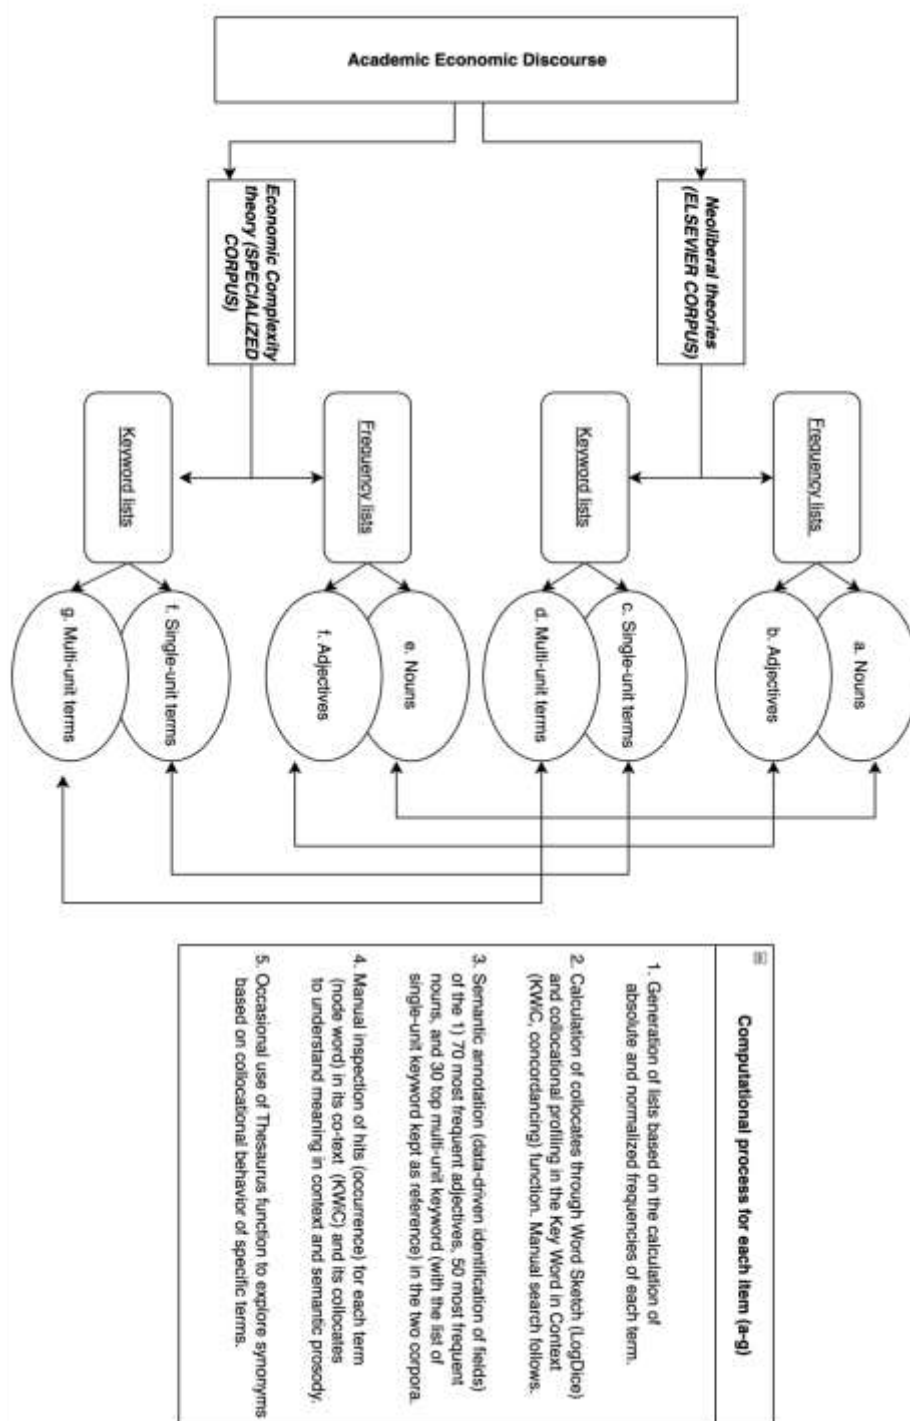 Academic Economic Discourse
Neoliberal theories
(ELSEVIER CORPUS)
Economic Complexity
theory (SPECIALIZED
CORPUS)
Frequency lists
Keyword lists
Frequency lists
Keyword lists
a. Nouns
b. Adjectives
c. Single-unit terms
d. Multi-unit terms
e. Nouns
f. Adjectives
f. Single-unit terms
g. Multi-unit terms
Computational process for each item (a-g)
1. Generation of lists based on the calculation of
absolute and normalized frequencies of each term.
2. Calculation of collocates through Word Sketch (LogDice)
and collocational profiling in the Key Word in Context
(KWiC, concordancing) function. Manual search follows.
3. Semantic annotation (data-driven identification of fields)
of the 1) 70 most frequent adjectives, 50 most frequent
nouns, and 30 top multi-unit keyword (with the list of
single-unit keyword kept as reference) in the two corpora.
4. Manual inspection of hits (occurrence) for each term
(node word) in its co-text (KWiC) and its collocates
to understand meaning in context and semantic prosody.
5. Occasional use of Thesaurus function to explore synonyms
based on collocational behavior of specific terms.